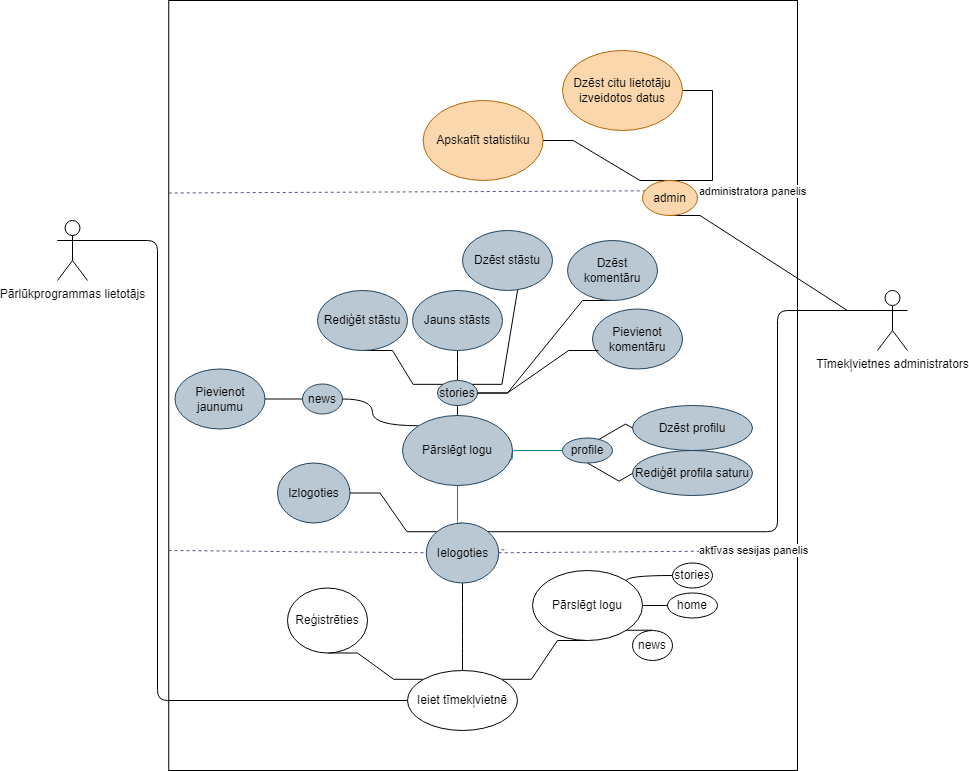 Dzēst citu lietotāju
izveidotos datus
Apskatīt statistiku
admin
administratora panelis
Pārlūkprogrammas lietotājs
Tīmekļvietnes administrators
Dzēst stāstu
Dzēst
komentāru
Rediģēt stāstu
Jauns stāsts
Pievienot
komentāru
stories
Pievienot
jaunumu
news
Pārslēgt logu
profile
Dzēst profilu
Rediģēt profila saturu
Izlogoties
Ielogoties
aktīvas sesijas panelis
Reģistrēties
Pārslēgt logu
stories
home
news
Ieiet tīmekļvietnē